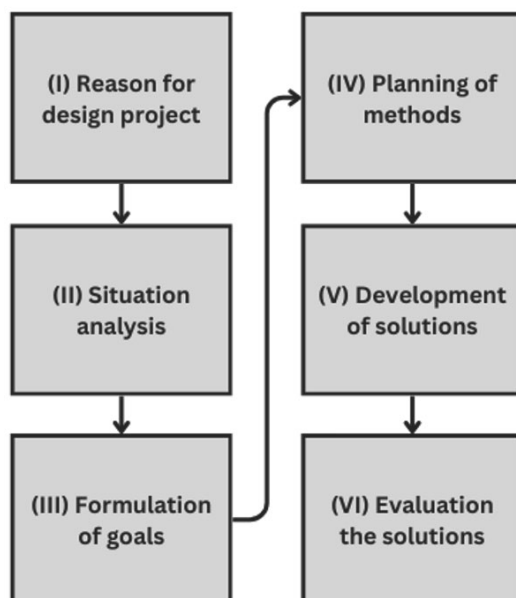 (I) Reason for
design project
(II) Situation
analysis
(III) Formulation
of goals
(IV) Planning of
methods
(V) Development
of solutions
(VI) Evaluation
the solutions